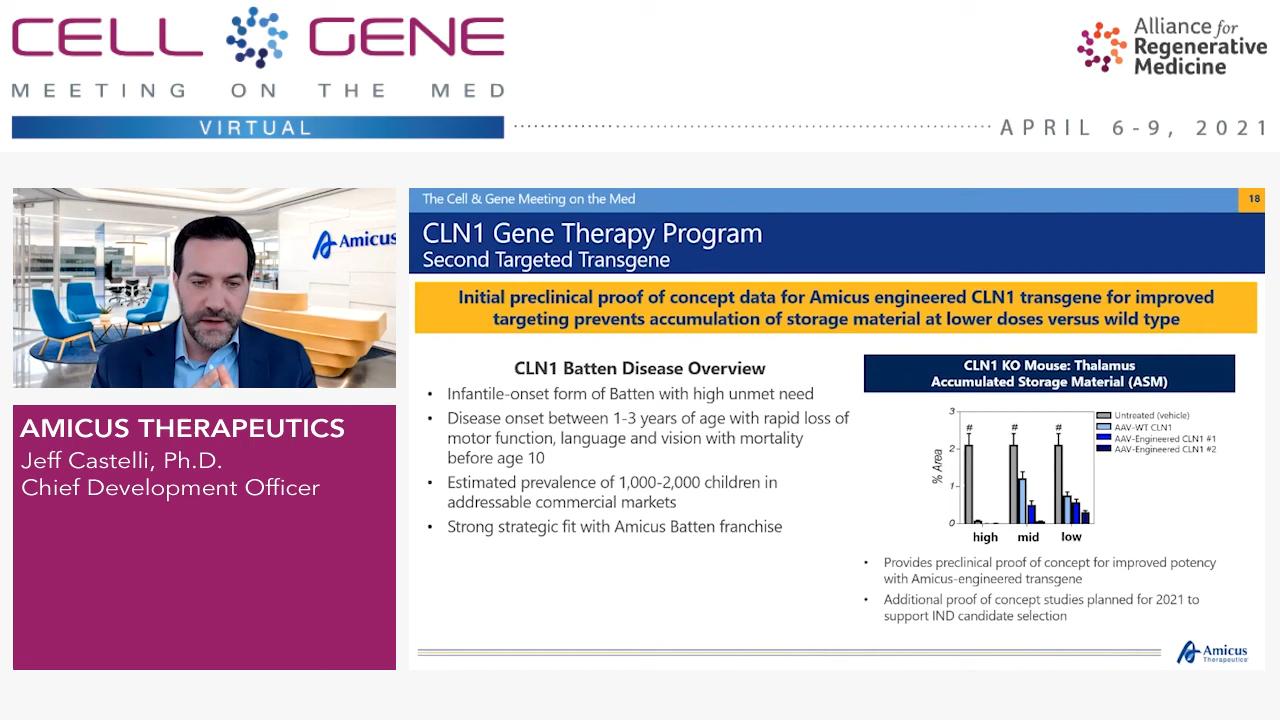 CELL GENE
MEETING ON THE MED
VIRTUAL
APRIL 6-9, 2021
Alliance for
Regenerative
Medicine
Amicus
AMICUS THERAPEUTICS
Jeff Castelli, Ph.D.
Chief Development Officer
The Cell & Gene Meeting on the Med
18
CLN1 Gene Therapy Program
Second Targeted Transgene
Initial preclinical proof of concept data for Amicus engineered CLN1 transgene for improved
targeting prevents accumulation of storage material at lower doses versus wild type
CLN1 Batten Disease Overview
• Infantile-onset form of Batten with high unmet need
• Disease onset between 1-3 years of age with rapid loss of
motor function, language and vision with mortality
before age 10
• Estimated prevalence of 1,000-2,000 children in
addressable commercial markets
• Strong strategic fit with Amicus Batten franchise
CLN1 KO Mouse: Thalamus
Accumulated Storage Material (ASM)
% Area
3
2
1
0
# # #
high mid low
Untreated (vehicle)
AAV-WT CLN1
AAV-Engineered CLN1 #1
AAV-Engineered CLN1 #2
• Provides preclinical proof of concept for improved potency
with Amicus-engineered transgene
• Additional proof of concept studies planned for 2021 to
support IND candidate selection
Amicus
Therapeutics